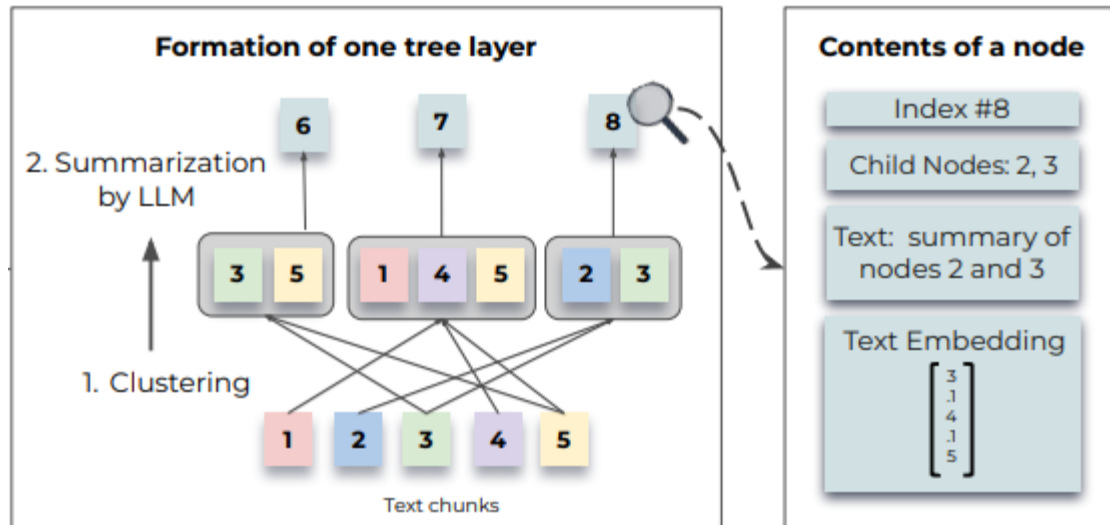 Formation of one tree layer
6
7
8
2. Summarization
by LLM
3 5
1 4 5
2 3
1. Clustering
1
2
3
4
5
Text chunks
Contents of a node
Index #8
Child Nodes: 2, 3
Text: summary of
nodes 2 and 3
Text Embedding
3
.1
4
.1
5